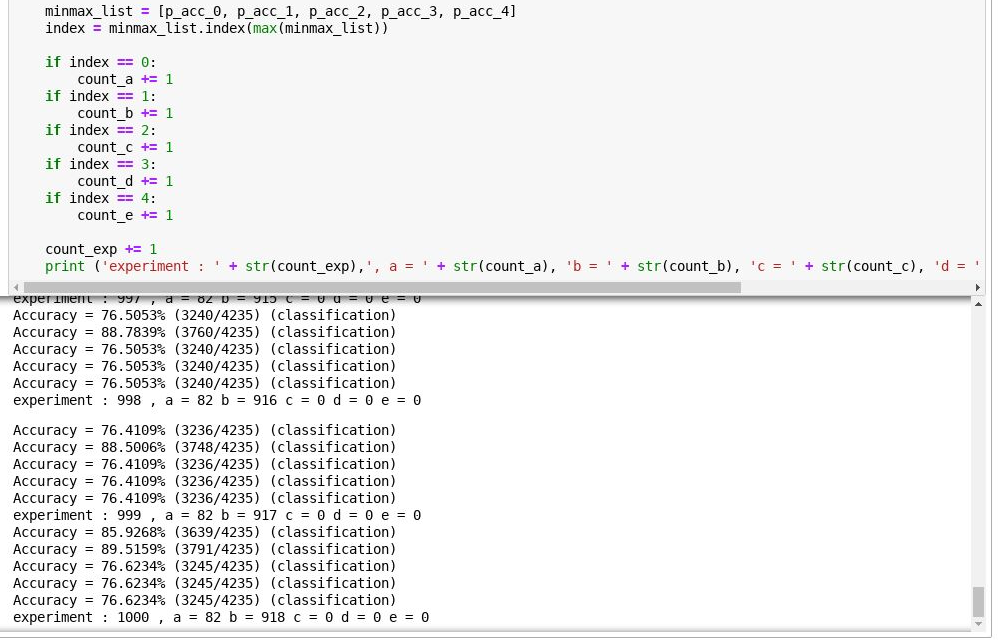 minmax_list = [p_acc_0, p_acc_1, p_acc_2, p_acc_3, p_acc_4]
index = minmax_list.index(max(minmax_list))
if index == 0:
count_a += 1
if index == 1:
count_b += 1
if index == 2:
count_c += 1
if index == 3:
count_d += 1
if index == 4:
count_e += 1
count_exp += 1
print ('experiment : ' + str(count_exp),', a = ' + str(count_a), 'b = ' + str(count_b), 'c = ' + str(count_c), 'd = '
experiment : 997 , a = 82 b = 915 c = 0 d = 0 e = 0
Accuracy = 76.5053% (3240/4235) (classification)
Accuracy = 88.7839% (3760/4235) (classification)
Accuracy = 76.5053% (3240/4235) (classification)
Accuracy = 76.5053% (3240/4235) (classification)
Accuracy = 76.5053% (3240/4235) (classification)
experiment : 998 , a = 82 b = 916 c = 0 d = 0 e = 0
Accuracy = 76.4109% (3236/4235) (classification)
Accuracy = 88.5006% (3748/4235) (classification)
Accuracy = 76.4109% (3236/4235) (classification)
Accuracy = 76.4109% (3236/4235) (classification)
Accuracy = 76.4109% (3236/4235) (classification)
experiment : 999 , a = 82 b = 917 c = 0 d = 0 e = 0
Accuracy = 85.9268% (3639/4235) (classification)
Accuracy = 89.5159% (3791/4235) (classification)
Accuracy = 76.6234% (3245/4235) (classification)
Accuracy = 76.6234% (3245/4235) (classification)
Accuracy = 76.6234% (3245/4235) (classification)
experiment : 1000 , a = 82 b = 918 c = 0 d = 0 e = 0